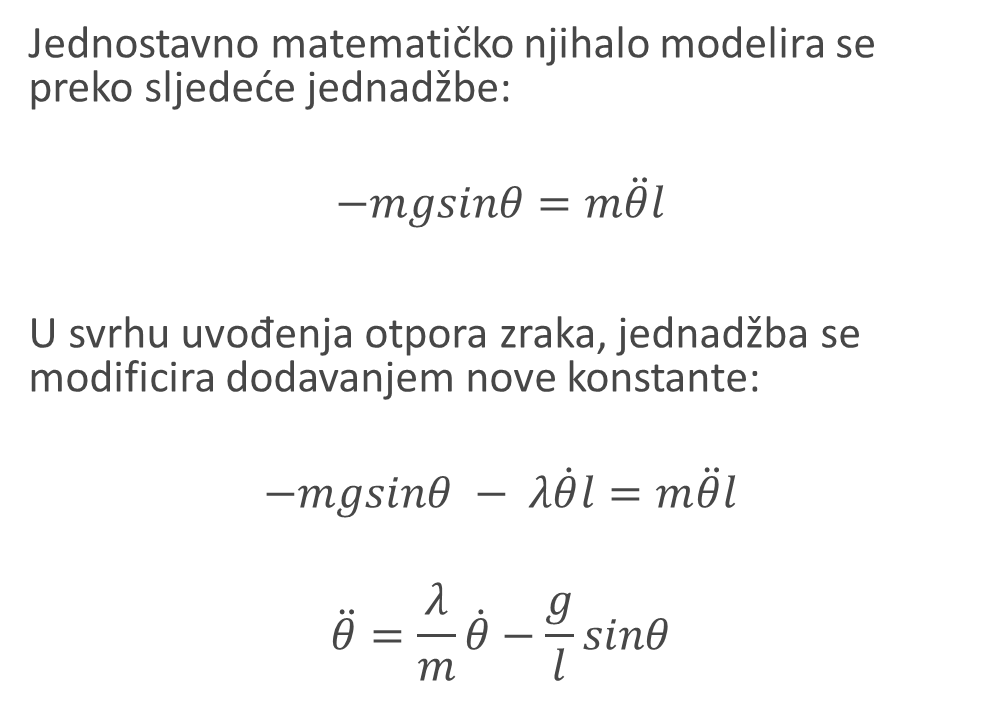 Jednostavno matematičko njihalo modelira se
preko sljedeće jednadžbe:
−mgsinθ = mθ̈l
U svrhu uvođenja otpora zraka, jednadžba se
modificira dodavanjem nove konstante:
−mgsinθ − λθ̇l = mθ̈l
θ̈ = λ/m θ̇ − g/l sinθ